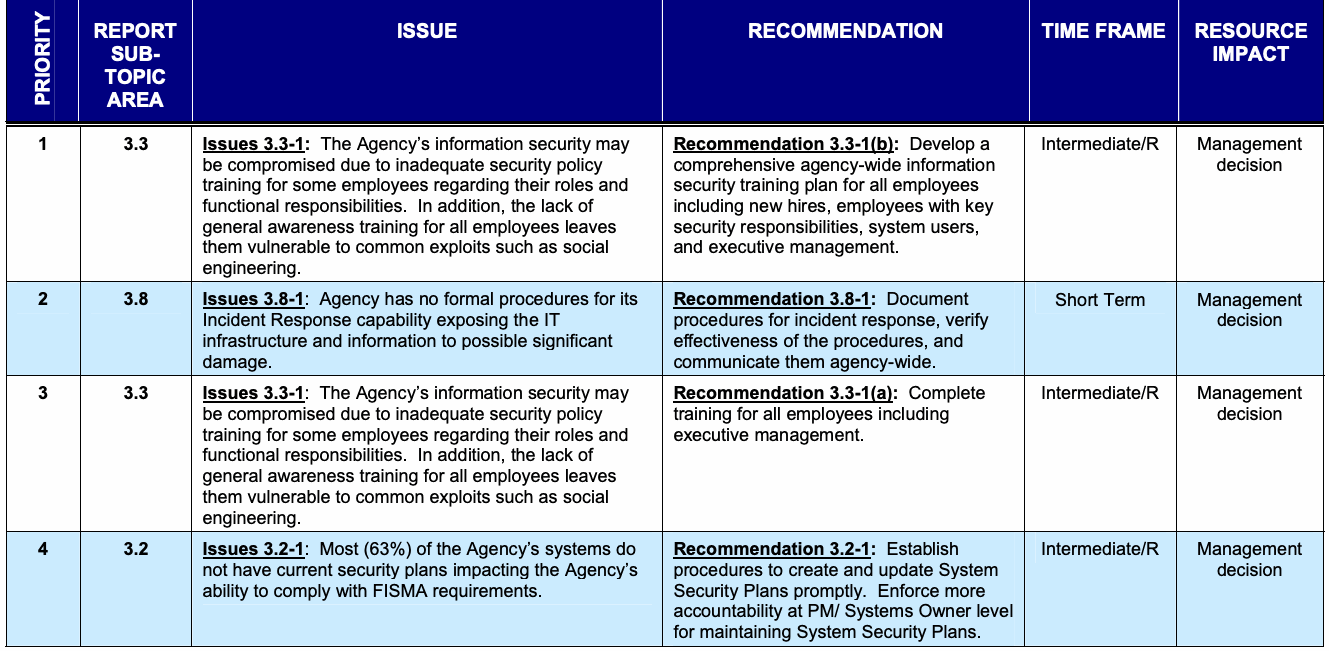 PRIORITY
REPORT
SUB-
TOPIC
AREA
ISSUE
RECOMMENDATION
TIME FRAME
RESOURCE
IMPACT
1
3.3
Issues 3.3-1:  The Agency’s information security may
be compromised due to inadequate security policy
training for some employees regarding their roles and
functional responsibilities.  In addition, the lack of
general awareness training for all employees leaves
them vulnerable to common exploits such as social
engineering.
Recommendation 3.3-1(b):  Develop a
comprehensive agency-wide information
security training plan for all employees
including new hires, employees with key
security responsibilities, system users,
and executive management.
Intermediate/R
Management
decision
2
3.8
Issues 3.8-1:  Agency has no formal procedures for its
Incident Response capability exposing the IT
infrastructure and information to possible significant
damage.
Recommendation 3.8-1:  Document
procedures for incident response, verify
effectiveness of the procedures, and
communicate them agency-wide.
Short Term
Management
decision
3
3.3
Issues 3.3-1:  The Agency’s information security may
be compromised due to inadequate security policy
training for some employees regarding their roles and
functional responsibilities.  In addition, the lack of
general awareness training for all employees leaves
them vulnerable to common exploits such as social
engineering.
Recommendation 3.3-1(a):  Complete
training for all employees including
executive management.
Intermediate/R
Management
decision
4
3.2
Issues 3.2-1:  Most (63%) of the Agency’s systems do
not have current security plans impacting the Agency’s
ability to comply with FISMA requirements.
Recommendation 3.2-1:  Establish
procedures to create and update System
Security Plans promptly.  Enforce more
accountability at PM/ Systems Owner level
for maintaining System Security Plans.
Intermediate/R
Management
decision